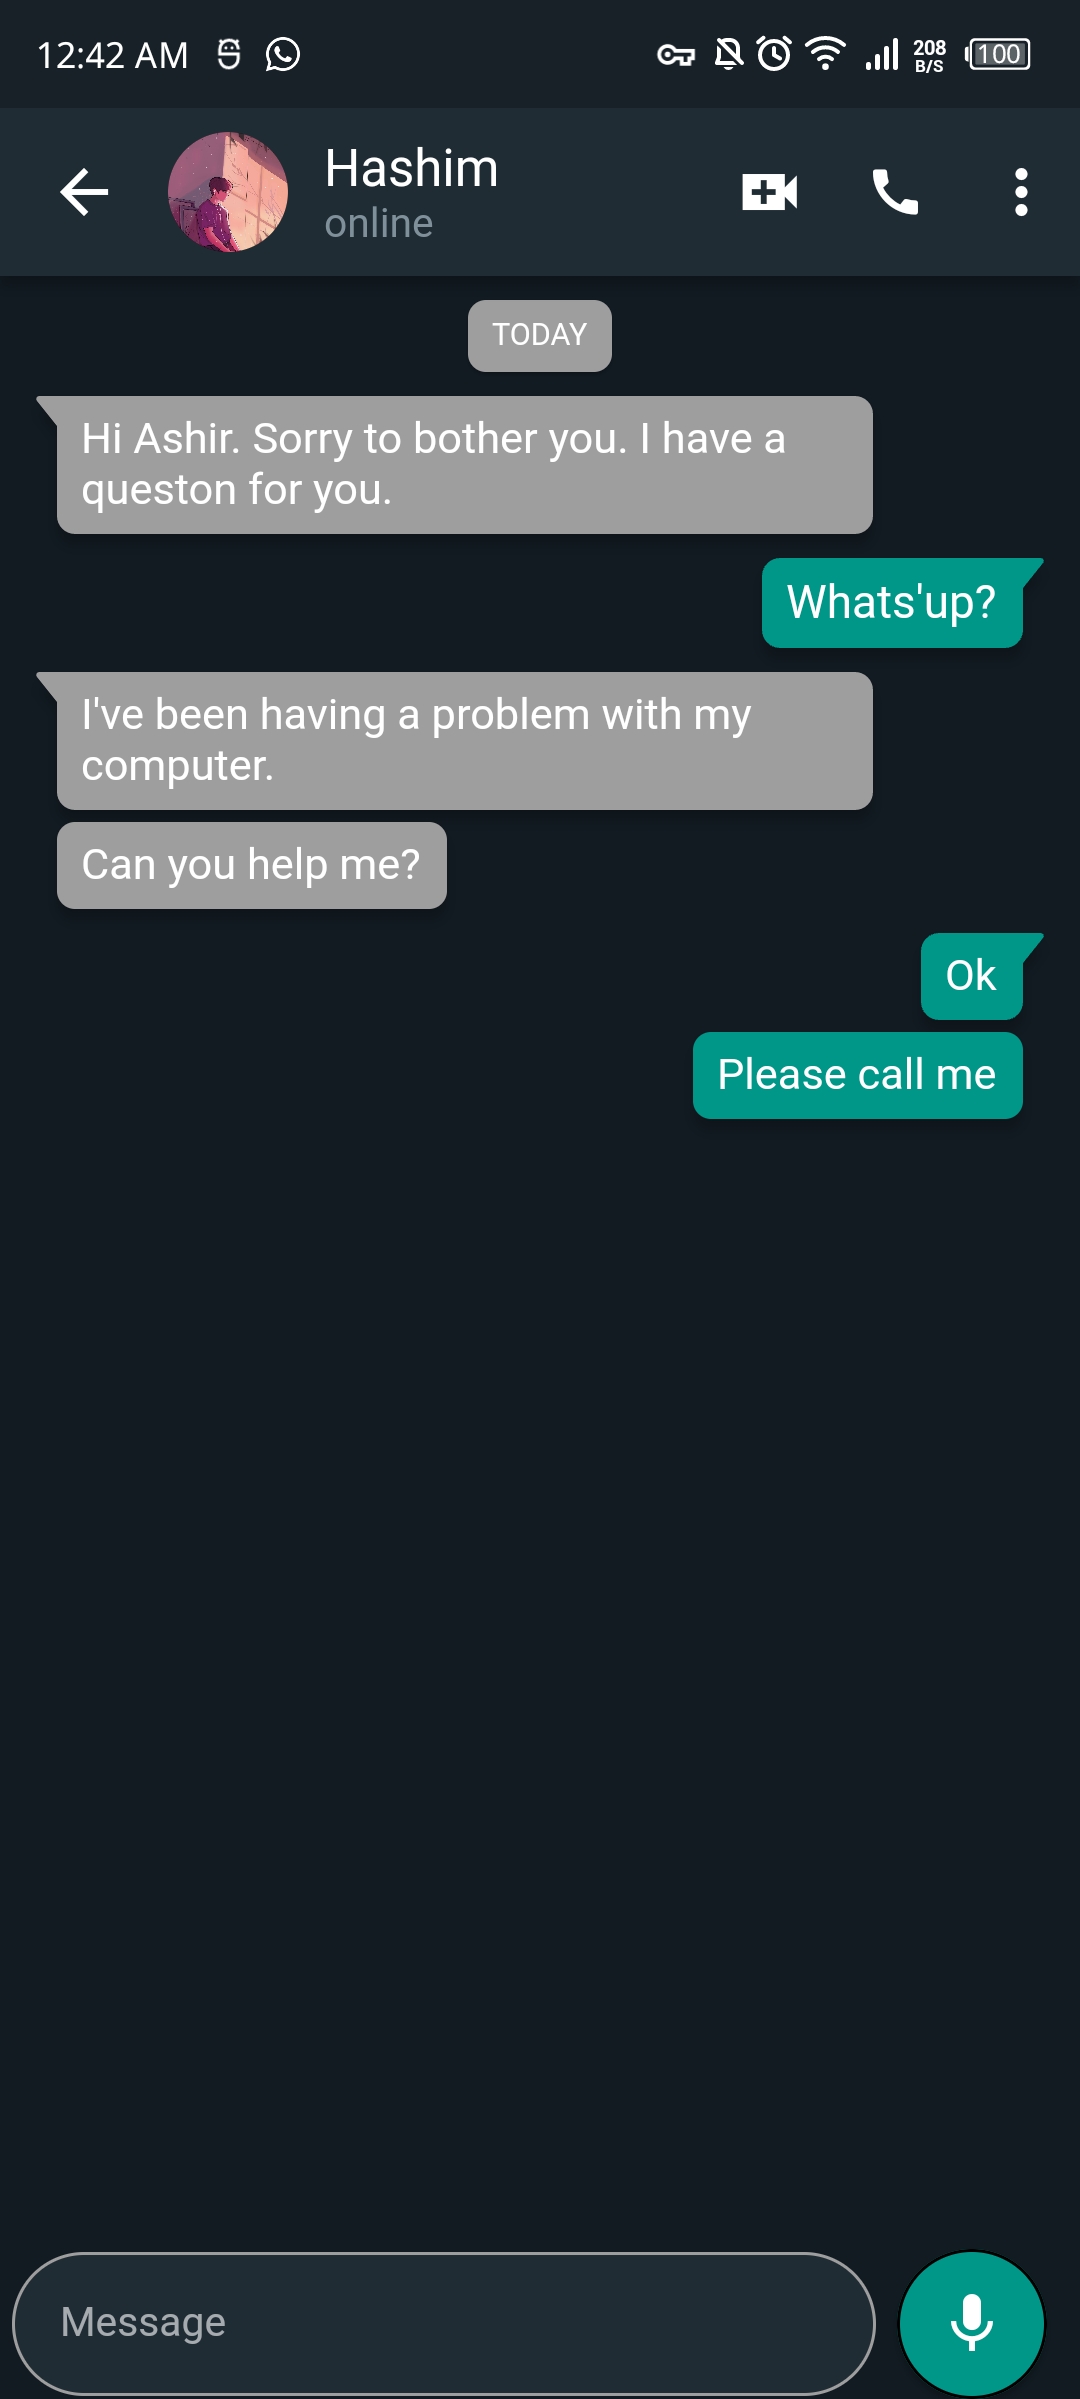 12:42 AM
208
B/S
100
Hashim
online
TODAY
Hi Ashir. Sorry to bother you. I have a
queston for you.
Whats'up?
I've been having a problem with my
computer.
Can you help me?
Ok
Please call me
Message